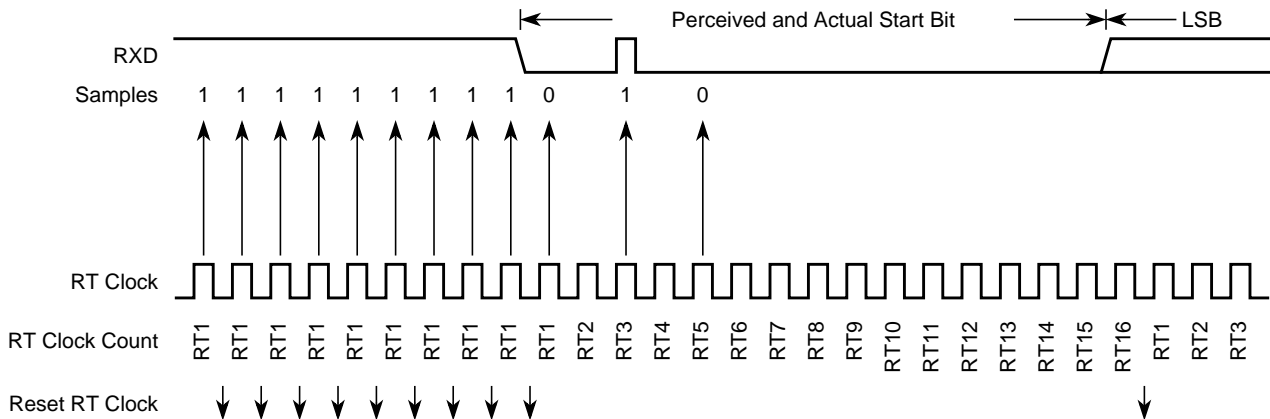 Perceived and Actual Start Bit LSB
RXD
Samples 1 1 1 1 1 1 1 1 1 0 1 0
RT Clock
RT Clock Count RT1 RT1 RT1 RT1 RT1 RT1 RT1 RT1 RT1 RT1 RT2 RT3 RT4 RT5 RT6 RT7 RT8 RT9 RT10 RT11 RT12 RT13 RT14 RT15 RT16 RT1 RT2 RT3
Reset RT Clock